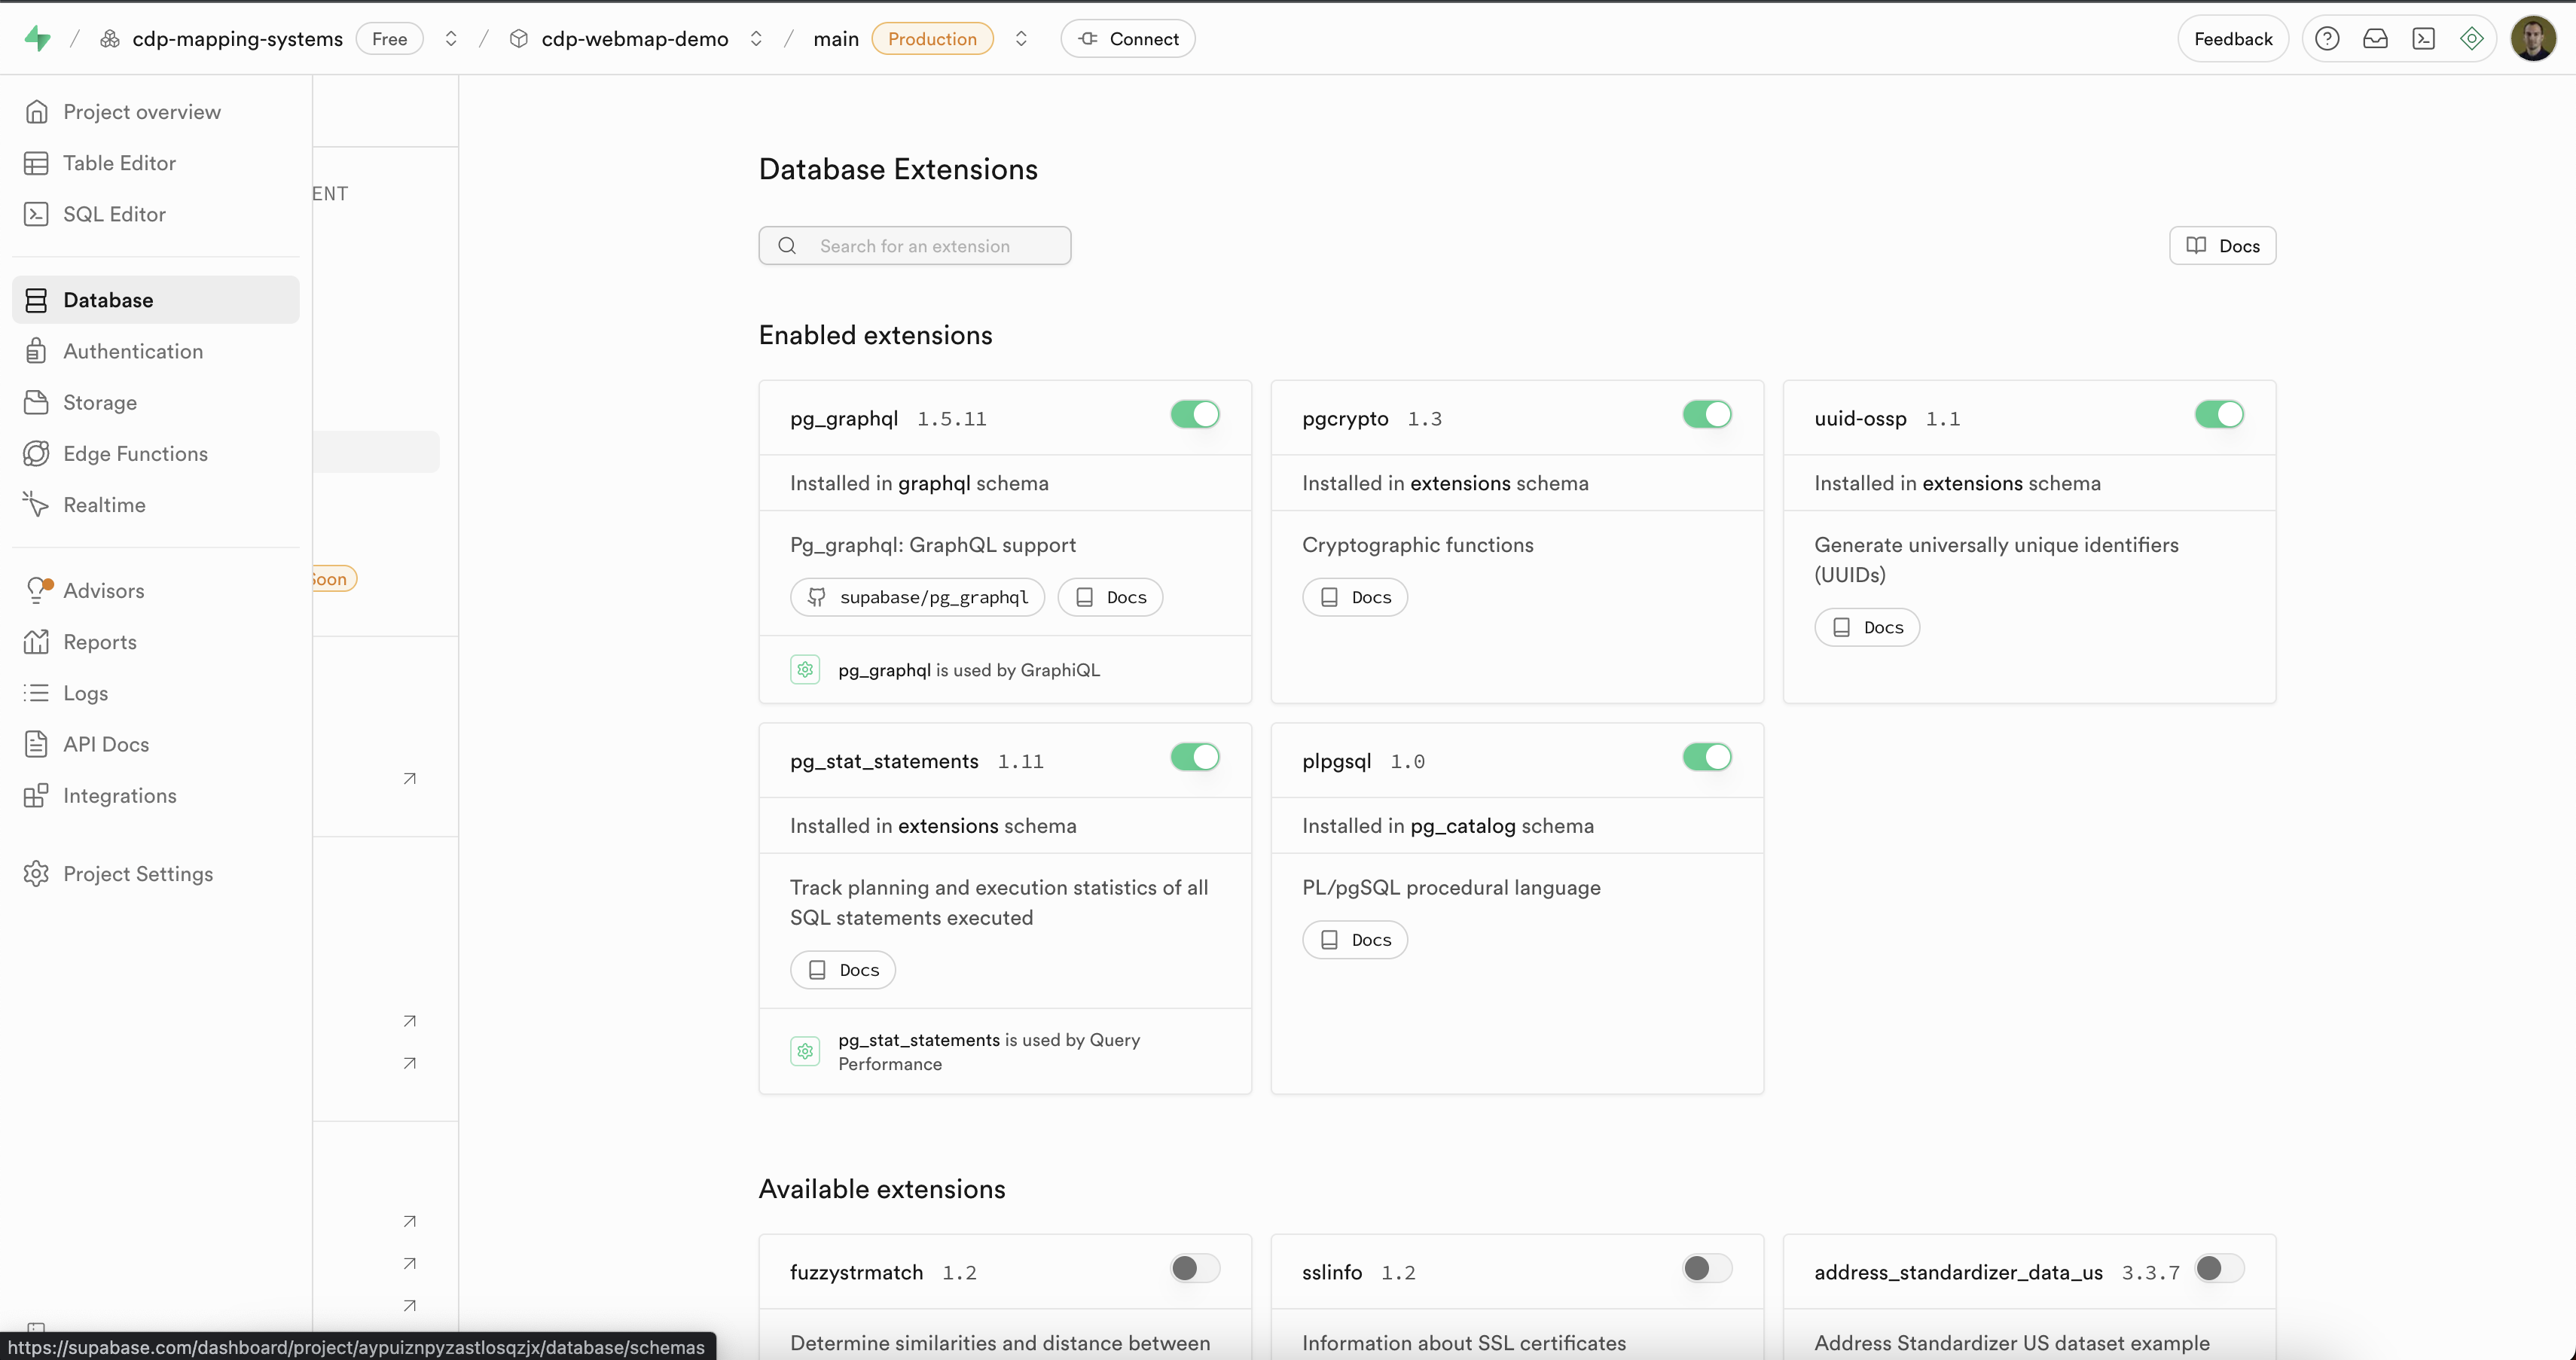 cdp-mapping-systems Free cdp-webmap-demo main Production Connect Feedback
Project overview
Table Editor
SQL Editor
Database
Authentication
Storage
Edge Functions
Realtime
Advisors
Reports
Logs
API Docs
Integrations
Project Settings
ENT
Soon
Database Extensions
Search for an extension
Docs
Enabled extensions
pg_graphql 1.5.11
Installed in graphql schema
Pg_graphql: GraphQL support
supabase/pg_graphql Docs
pg_graphql is used by GraphiQL
pgcrypto 1.3
Installed in extensions schema
Cryptographic functions
Docs
uuid-ossp 1.1
Installed in extensions schema
Generate universally unique identifiers
(UUIDs)
Docs
pg_stat_statements 1.11
Installed in extensions schema
Track planning and execution statistics of all
SQL statements executed
Docs
pg_stat_statements is used by Query
Performance
plpgsql 1.0
Installed in pg_catalog schema
PL/pgSQL procedural language
Docs
Available extensions
fuzzystrmatch 1.2
Determine similarities and distance between
sslinfo 1.2
Information about SSL certificates
address_standardizer_data_us 3.3.7
Address Standardizer US dataset example
https://supabase.com/dashboard/project/aypuiznpyzastlosqzjx/database/schemas